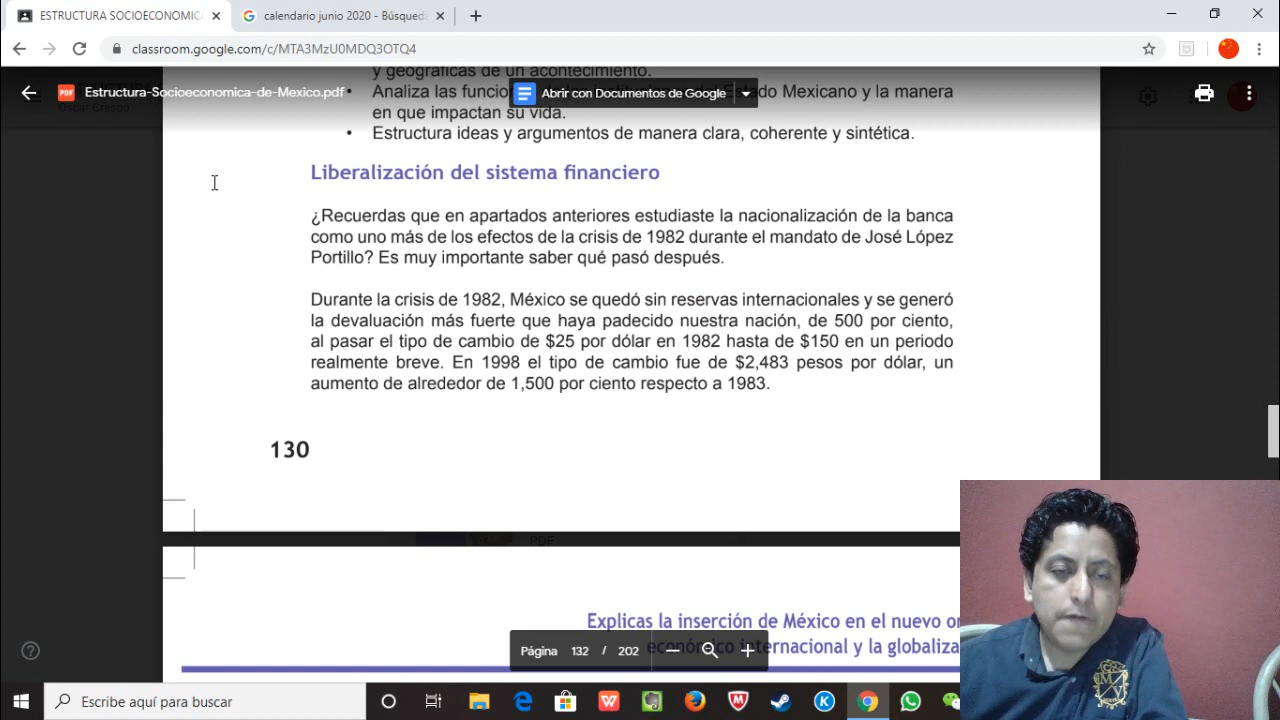 ESTRUCTURA SOCIOECONOMIC
calendario junio 2020 - Búsqued
classroom.google.com/c/MTA3MzU0MDQ3OTQ4
y geográficas de un acontecimiento.
Estructura-Socioeconomica-de-Mexico.pdf
Abrir con Documentos de Google
• Analiza las funcio Estado Mexicano y la manera
en que impactan su vida.
• Estructura ideas y argumentos de manera clara, coherente y sintética.
Liberalización del sistema financiero
¿Recuerdas que en apartados anteriores estudiaste la nacionalización de la banca
como uno más de los efectos de la crisis de 1982 durante el mandato de José López
Portillo? Es muy importante saber qué pasó después.
Durante la crisis de 1982, México se quedó sin reservas internacionales y se generó
la devaluación más fuerte que haya padecido nuestra nación, de 500 por ciento,
al pasar el tipo de cambio de $25 por dólar en 1982 hasta de $150 en un periodo
realmente breve. En 1998 el tipo de cambio fue de $2,483 pesos por dólar, un
aumento de alrededor de 1,500 por ciento respecto a 1983.
130
PDF
Explicas la inserción de México en el nuevo or
económico internacional y la globaliza
Página 132 / 202
Escribe aquí para buscar